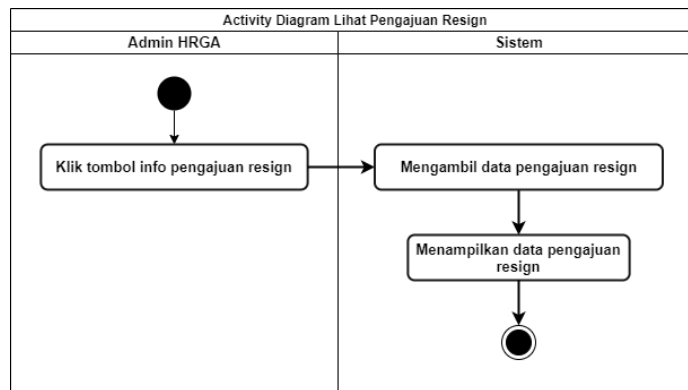 Activity Diagram Lihat Pengajuan Resign
Admin HRGA
Sistem
Klik tombol info pengajuan resign
Mengambil data pengajuan resign
Menampilkan data pengajuan
resign